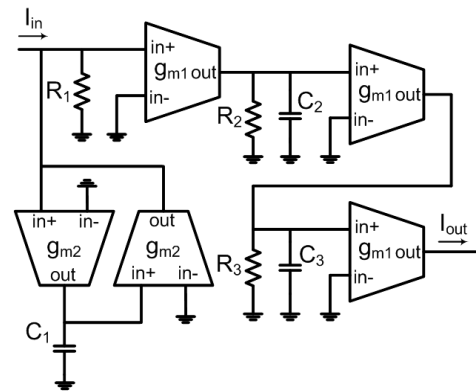 I_in
in+
g_m1 out
in-
R_1
R_2
C_2
in+
g_m1 out
in-
in+ in-
g_m2
out
out
g_m2
in+ in-
C_1
R_3
C_3
in+
g_m1 out
in-
I_out